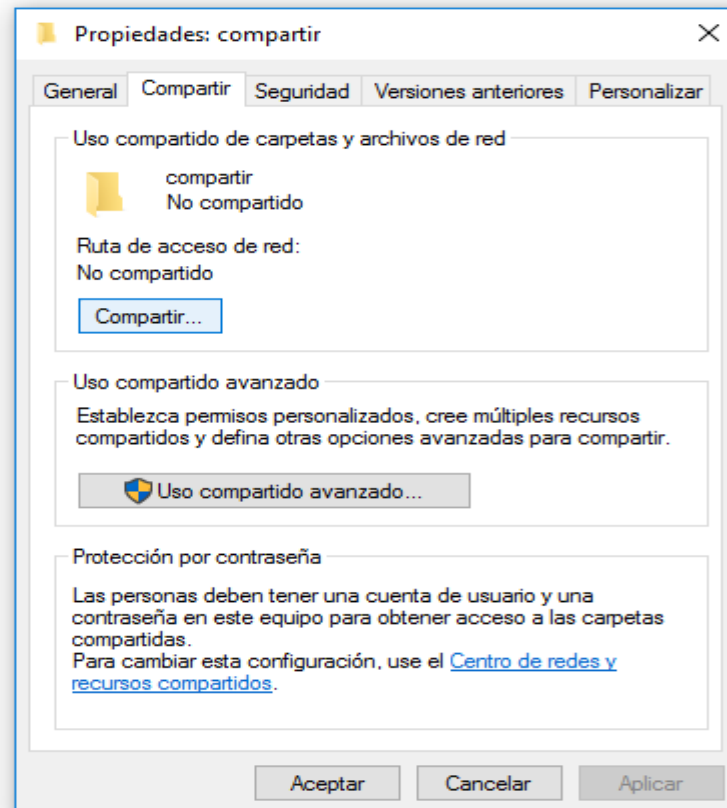 Propiedades: compartir
General Compartir Seguridad Versiones anteriores Personalizar
Uso compartido de carpetas y archivos de red
compartir
No compartido
Ruta de acceso de red:
No compartido
Compartir...
Uso compartido avanzado
Establezca permisos personalizados, cree múltiples recursos
compartidos y defina otras opciones avanzadas para compartir.
Uso compartido avanzado...
Protección por contraseña
Las personas deben tener una cuenta de usuario y una
contraseña en este equipo para obtener acceso a las carpetas
compartidas.
Para cambiar esta configuración, use el Centro de redes y
recursos compartidos.
Aceptar Cancelar Aplicar